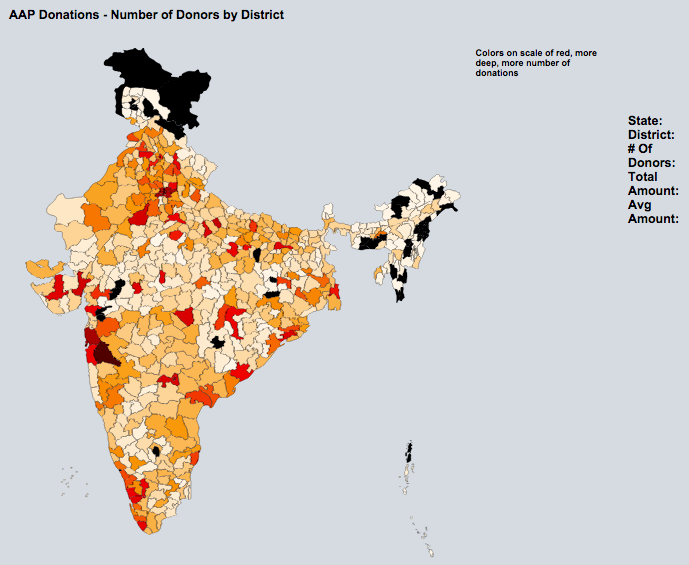 AAP Donations - Number of Donors by District
Colors on scale of red, more
deep, more number of
donations
State:
District:
# Of
Donors:
Total
Amount:
Avg
Amount: